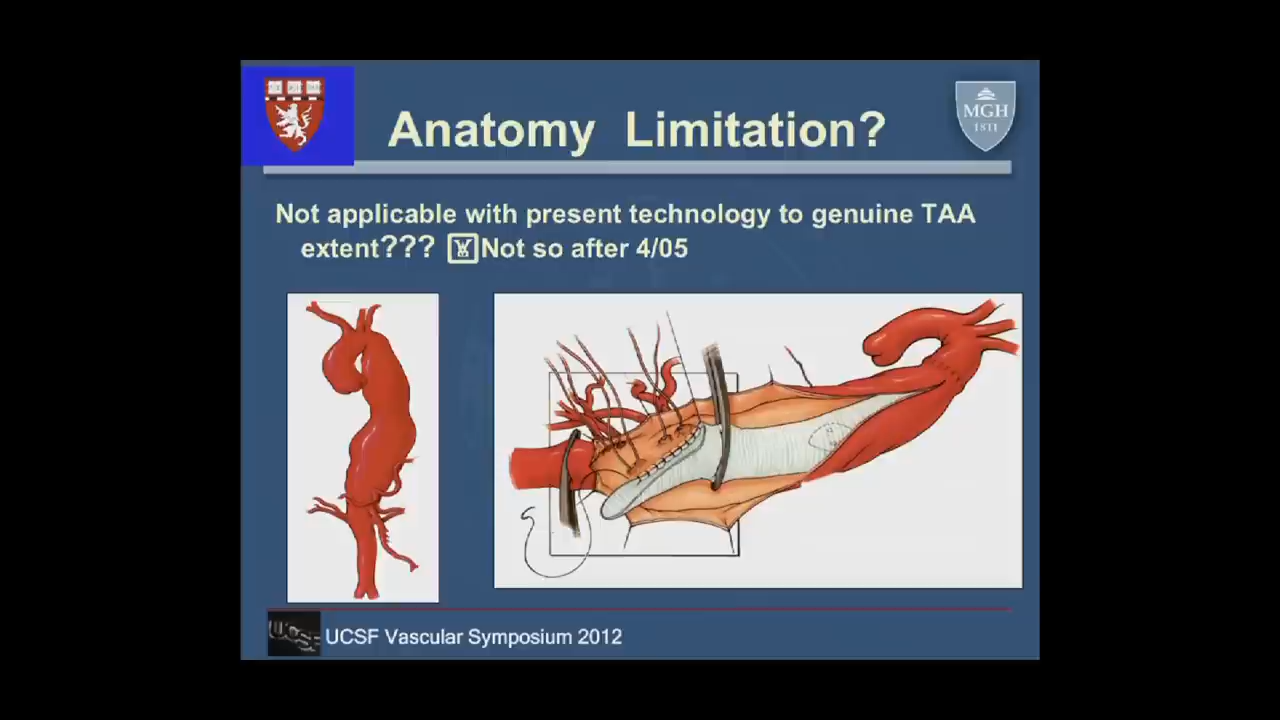 MGH
1811
Anatomy Limitation?
Not applicable with present technology to genuine TAA
extent??? Not so after 4/05
UCSF
UCSF Vascular Symposium 2012